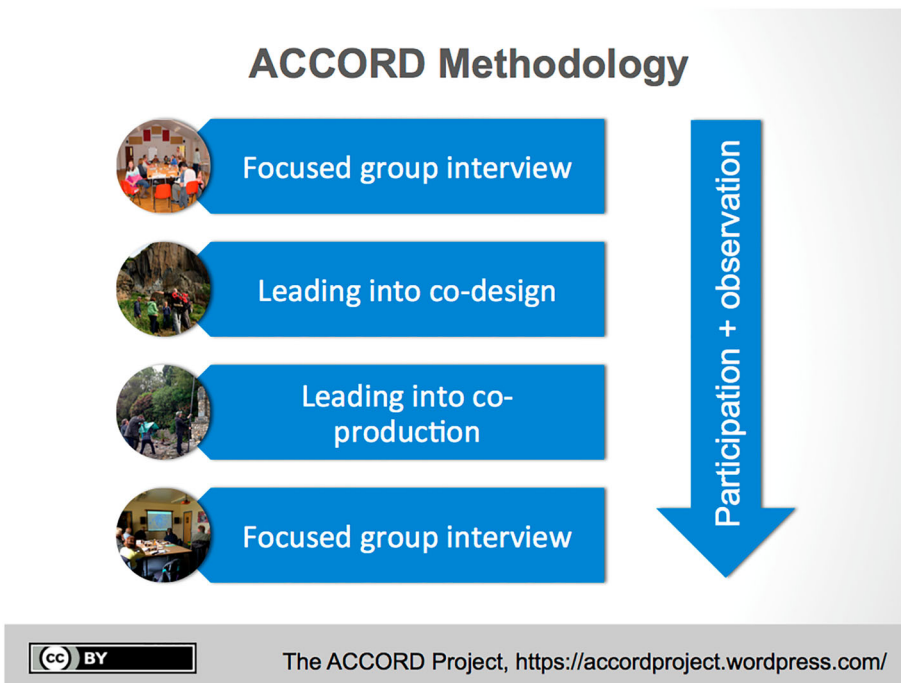 ACCORD Methodology
Focused group interview
Leading into co-design
Leading into co-
production
Focused group interview
Participation + observation
cc BY
The ACCORD Project, https://accordproject.wordpress.com/